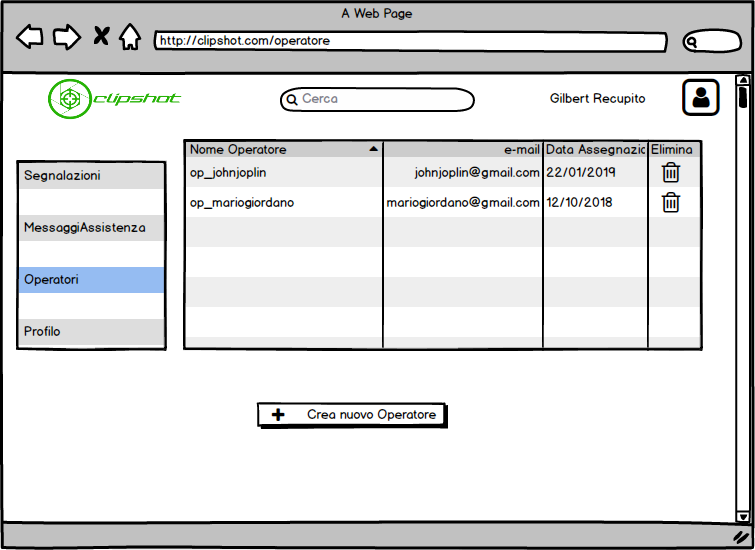 A Web Page
http://clipshot.com/operatore
clipshot
Cerca
Gilbert Recupito
Nome Operatore e-mail Data Assegnazic Elimina
op_johnjoplin johnjoplin@gmail.com 22/01/2019
op_mariogiordano mariogiordano@gmail.com 12/10/2018
Segnalazioni
MessaggiAssistenza
Operatori
Profilo
Crea nuovo Operatore